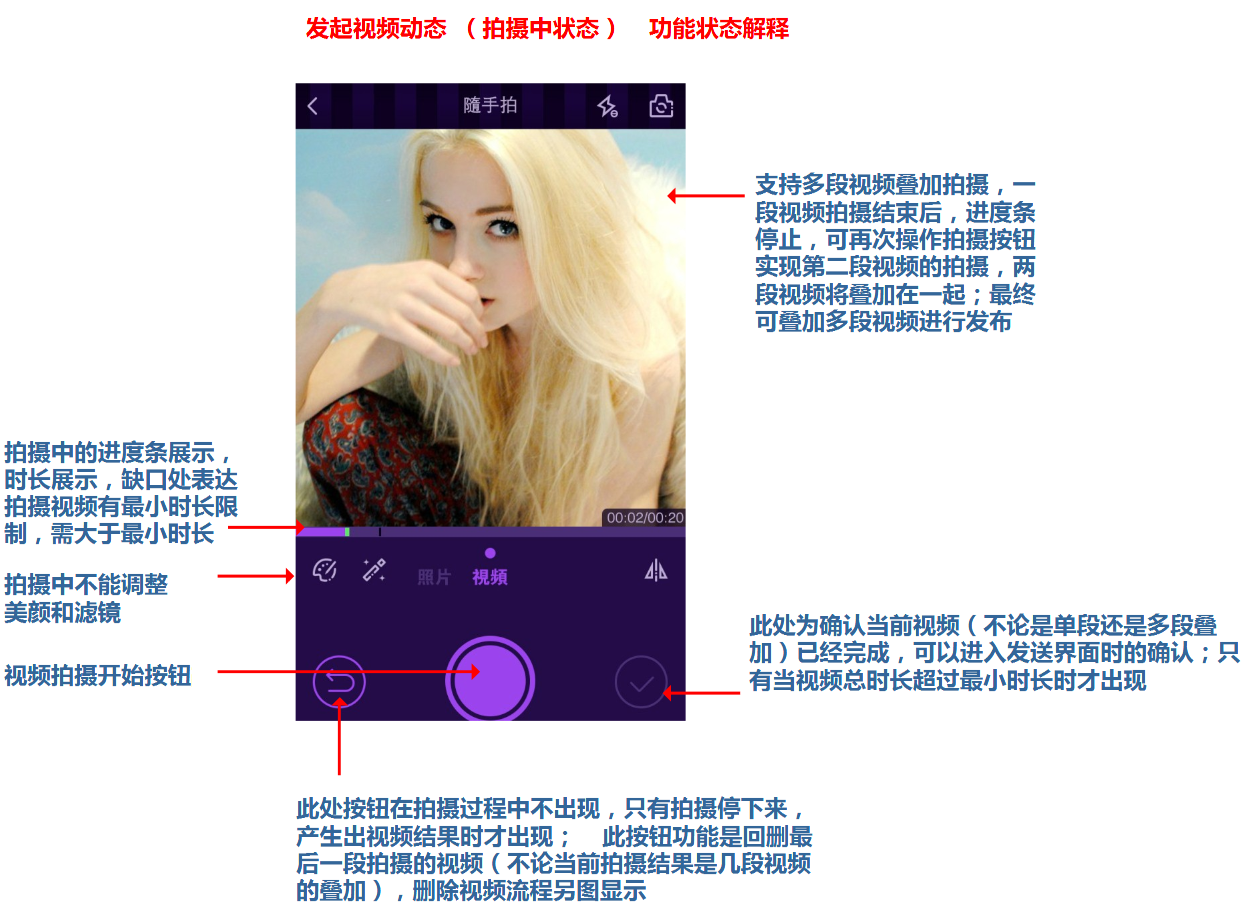 发起视频动态 （拍摄中状态） 功能状态解释
隨手拍
支持多段视频叠加拍摄，一
段视频拍摄结束后，进度条
停止，可再次操作拍摄按钮
实现第二段视频的拍摄，两
段视频将叠加在一起；最终
可叠加多段视频进行发布
拍摄中的进度条展示，
时长展示，缺口处表达
拍摄视频有最小时长限
制，需大于最小时长
00:02/00:20
拍摄中不能调整
美颜和滤镜
照片 视頻
此处为确认当前视频（不论是单段还是多段叠
加）已经完成，可以进入发送界面时的确认；只
有当视频总时长超过最小时长时才出现
视频拍摄开始按钮
此处按钮在拍摄过程中不出现，只有拍摄停下来，
产生出视频结果时才出现； 此按钮功能是回删最
后一段拍摄的视频（不论当前拍摄结果是几段视频
的叠加），删除视频流程另图显示